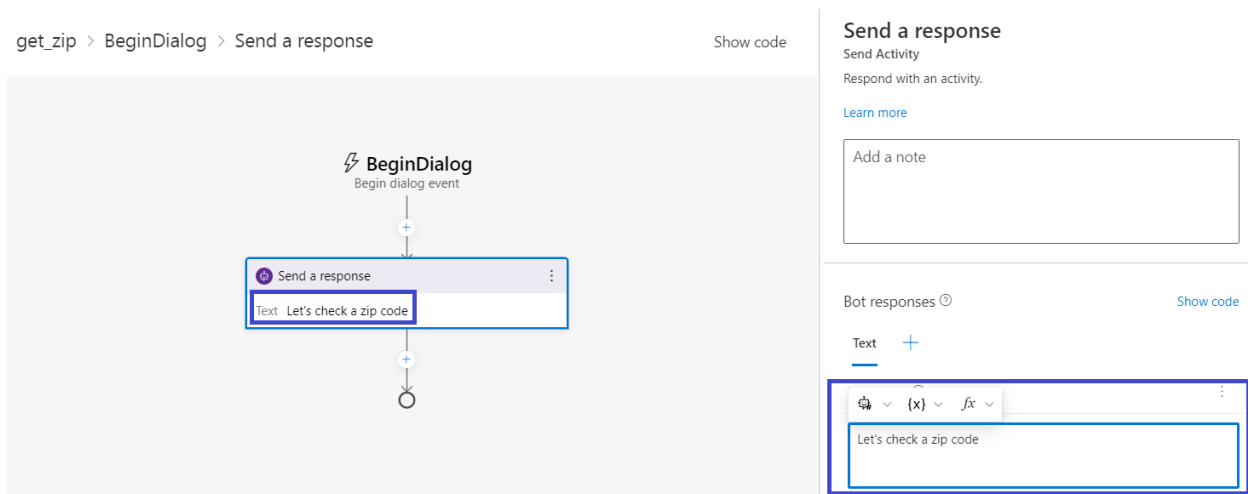 get_zip > BeginDialog > Send a response
Show code
BeginDialog
Begin dialog event
+
Send a response
Text Let's check a zip code
+
Send a response
Send Activity
Respond with an activity.
Learn more
Add a note
Bot responses ?
Show code
Text +
{x} fx
Let's check a zip code